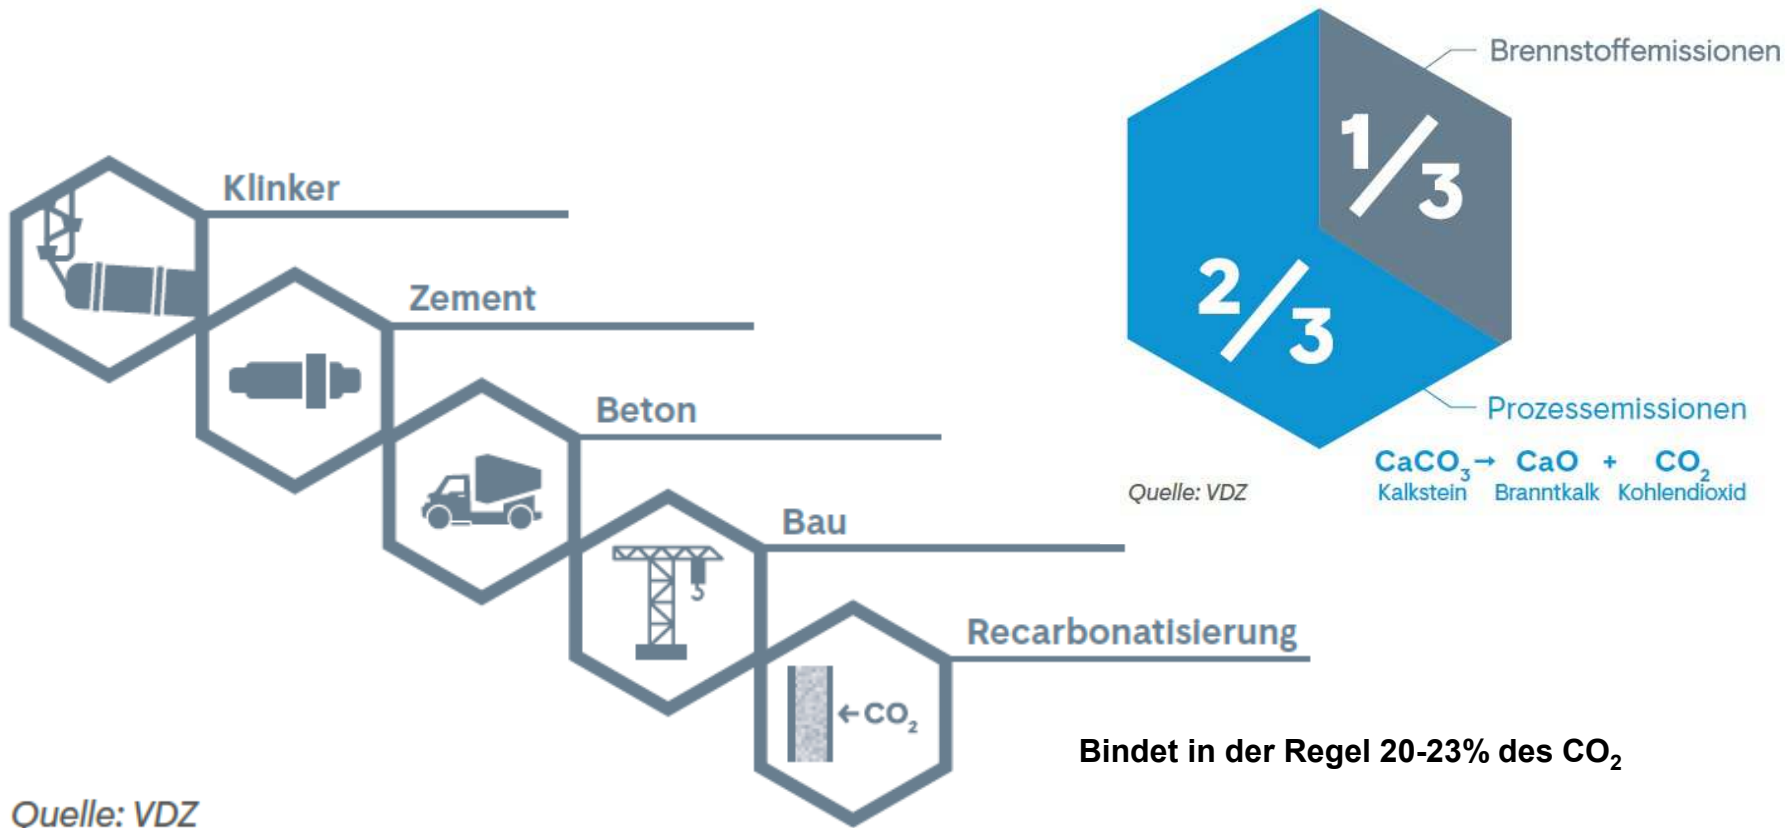 Klinker
Zement
Beton
Bau
Recarbonatisierung
←CO₂
Bindet in der Regel 20-23% des CO₂
Quelle: VDZ
Brennstoffemissionen
1/3
2/3
Prozessemissionen
CaCO₃→ CaO + CO₂
Kalkstein Branntkalk Kohlendioxid
Quelle: VDZ